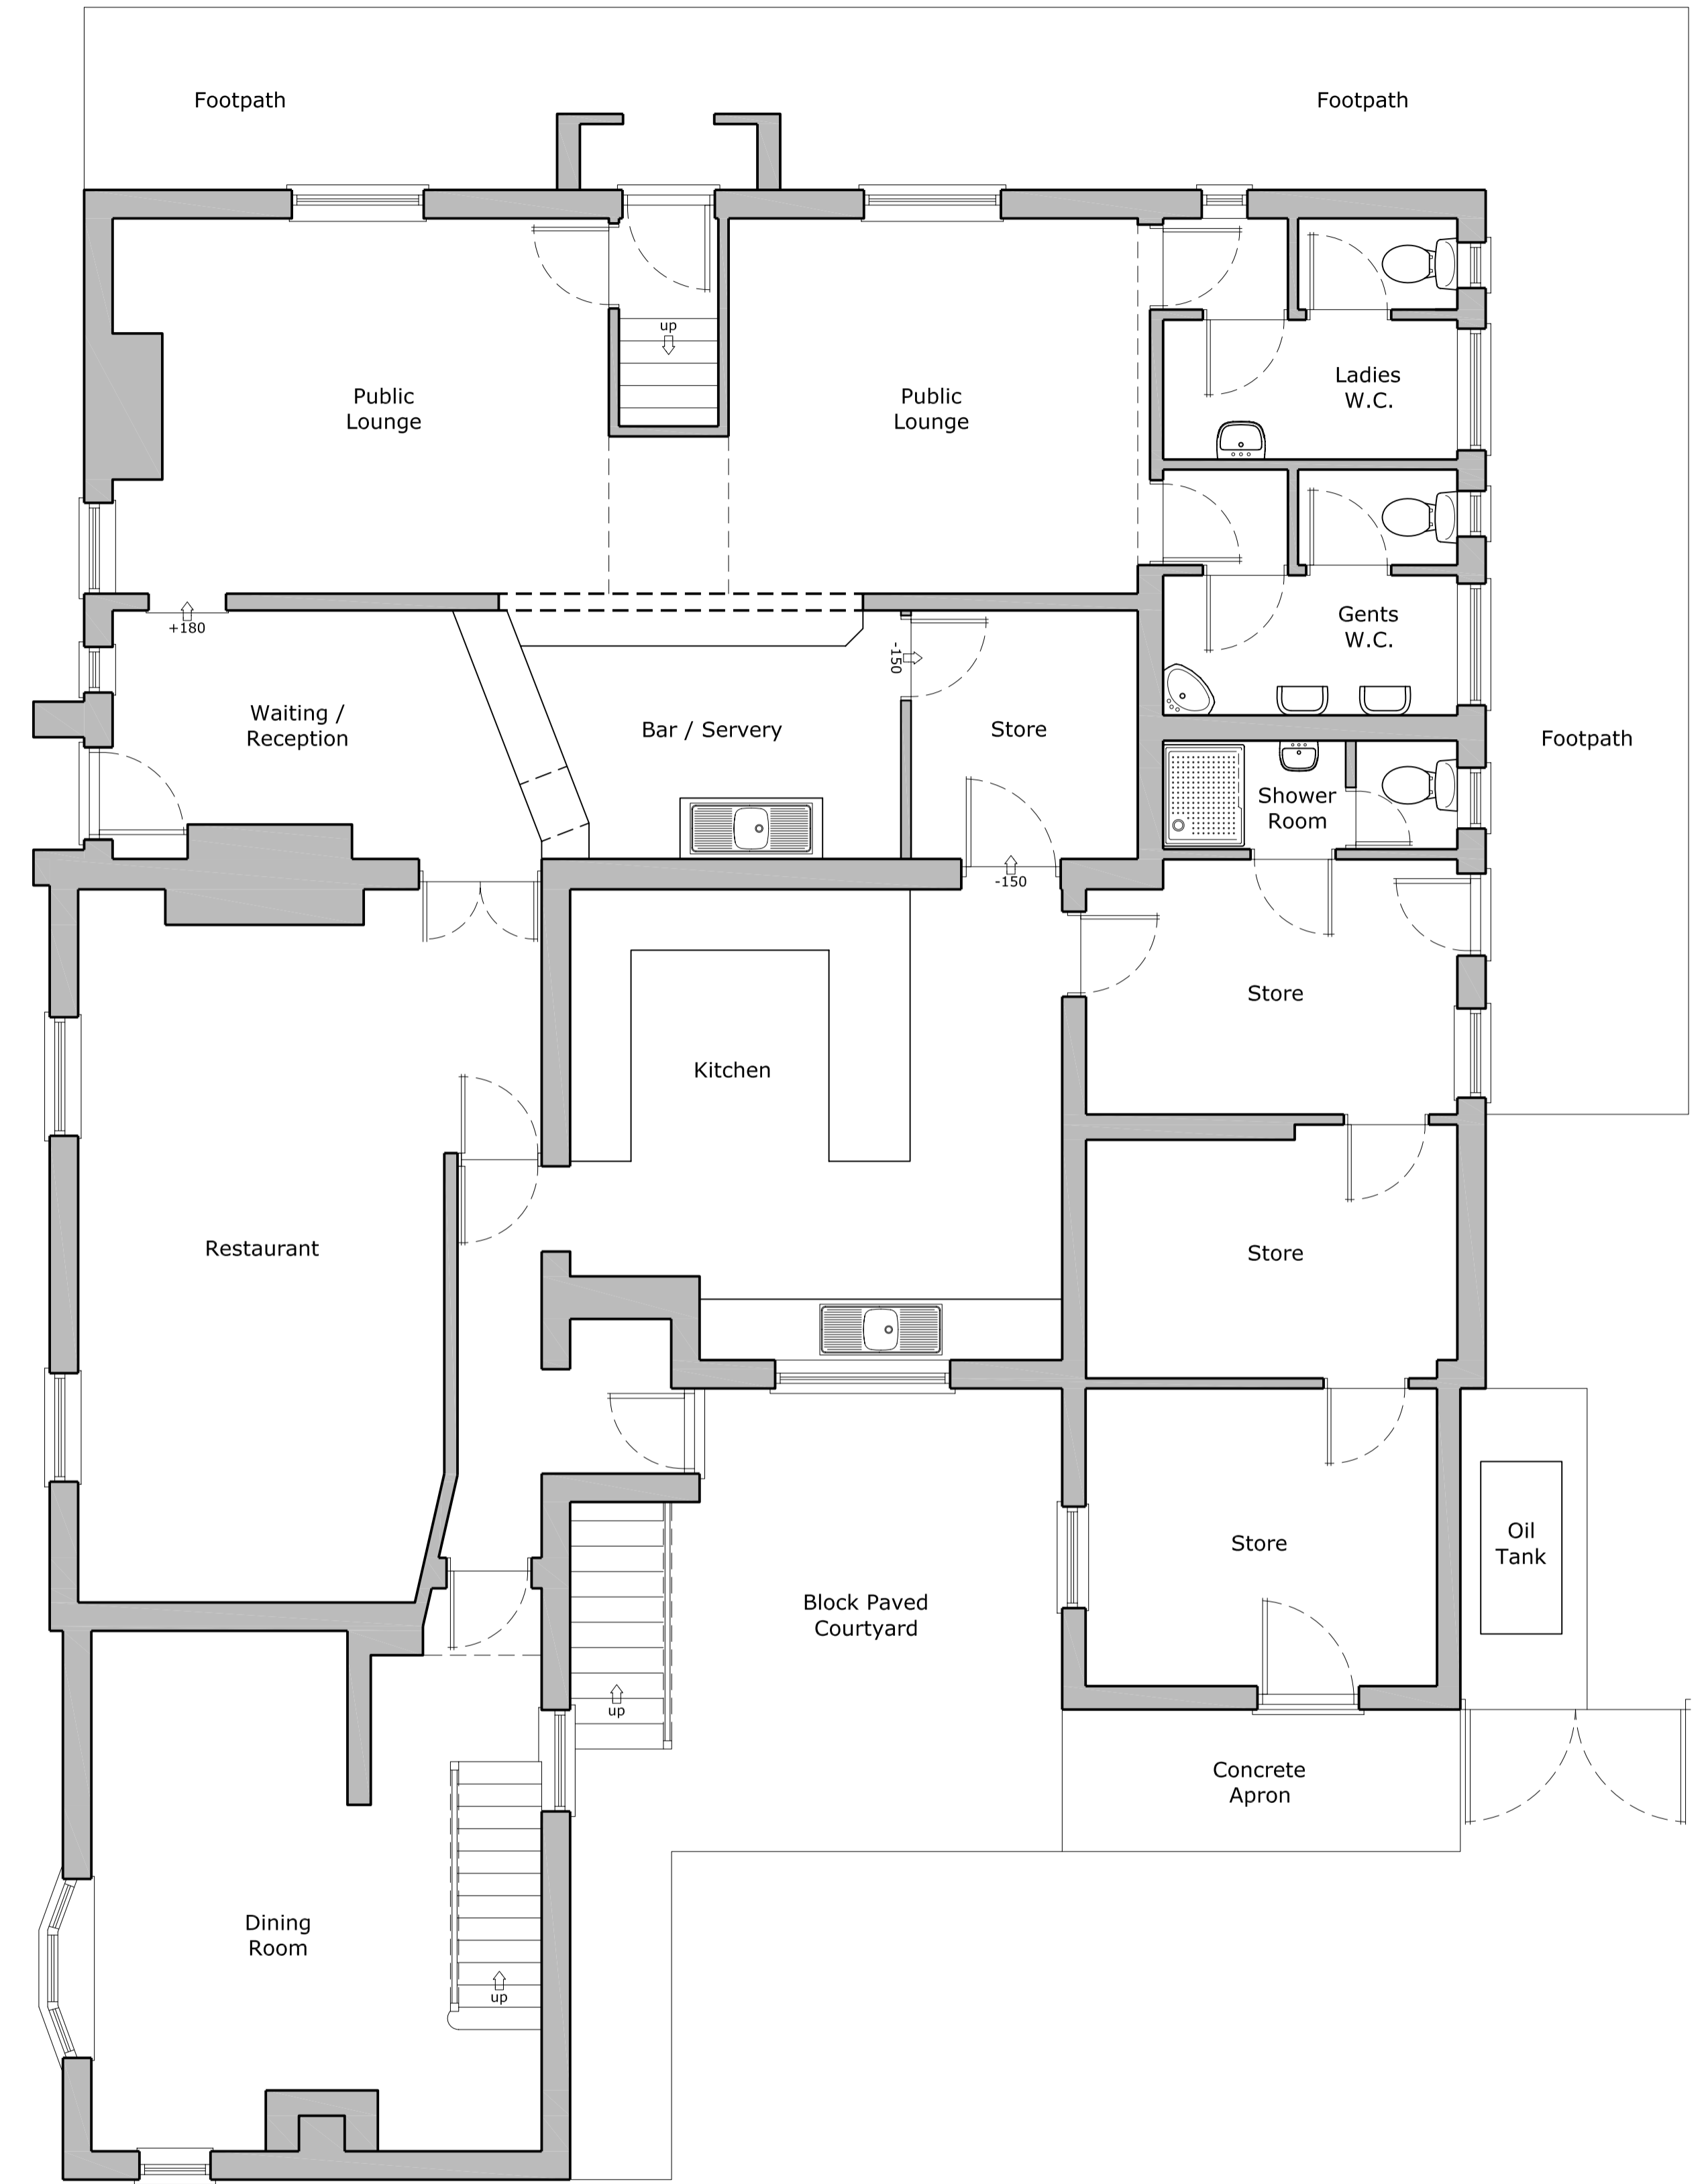 Footpath
Footpath
up
Public
Lounge
Public
Lounge
Ladies
W.C.
+180
-150
Gents
W.C.
Waiting /
Reception
Bar / Servery
Store
Footpath
Shower
Room
-150
Store
Kitchen
Restaurant
Store
Store
Oil
Tank
Block Paved
Courtyard
up
Concrete
Apron
Dining
Room
up